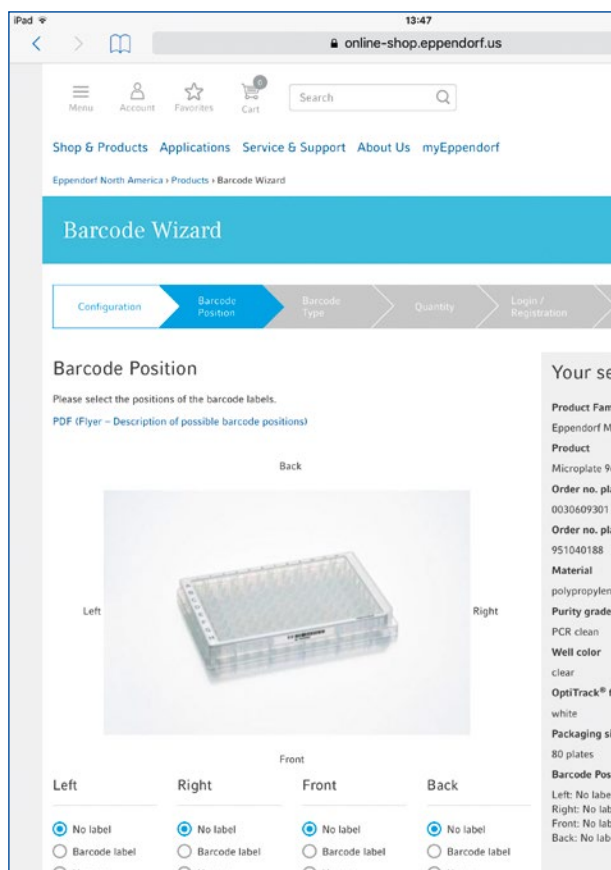 iPad 13:47
online-shop.eppendorf.us
0
Search
Menu Account Favorites Cart
Shop & Products Applications Service & Support About Us myEppendorf
Eppendorf North America › Products › Barcode Wizard
Barcode Wizard
Configuration
Barcode
Position
Barcode
Type
Quantity
Login /
Registration
Barcode Position
Please select the positions of the barcode labels.
PDF (Flyer – Description of possible barcode positions)
Back
Left
Right
Front
Left Right Front Back
No label No label No label No label
Barcode label Barcode label Barcode label Barcode label
Your se
Product Fam
Eppendorf M
Product
Microplate 9
Order no. pla
0030609301
Order no. pla
951040188
Material
polypropylen
Purity grade
PCR clean
Well color
clear
OptiTrack® 
white
Packaging si
80 plates
Barcode Pos
Left: No labe
Right: No lab
Front: No lab
Back: No lab